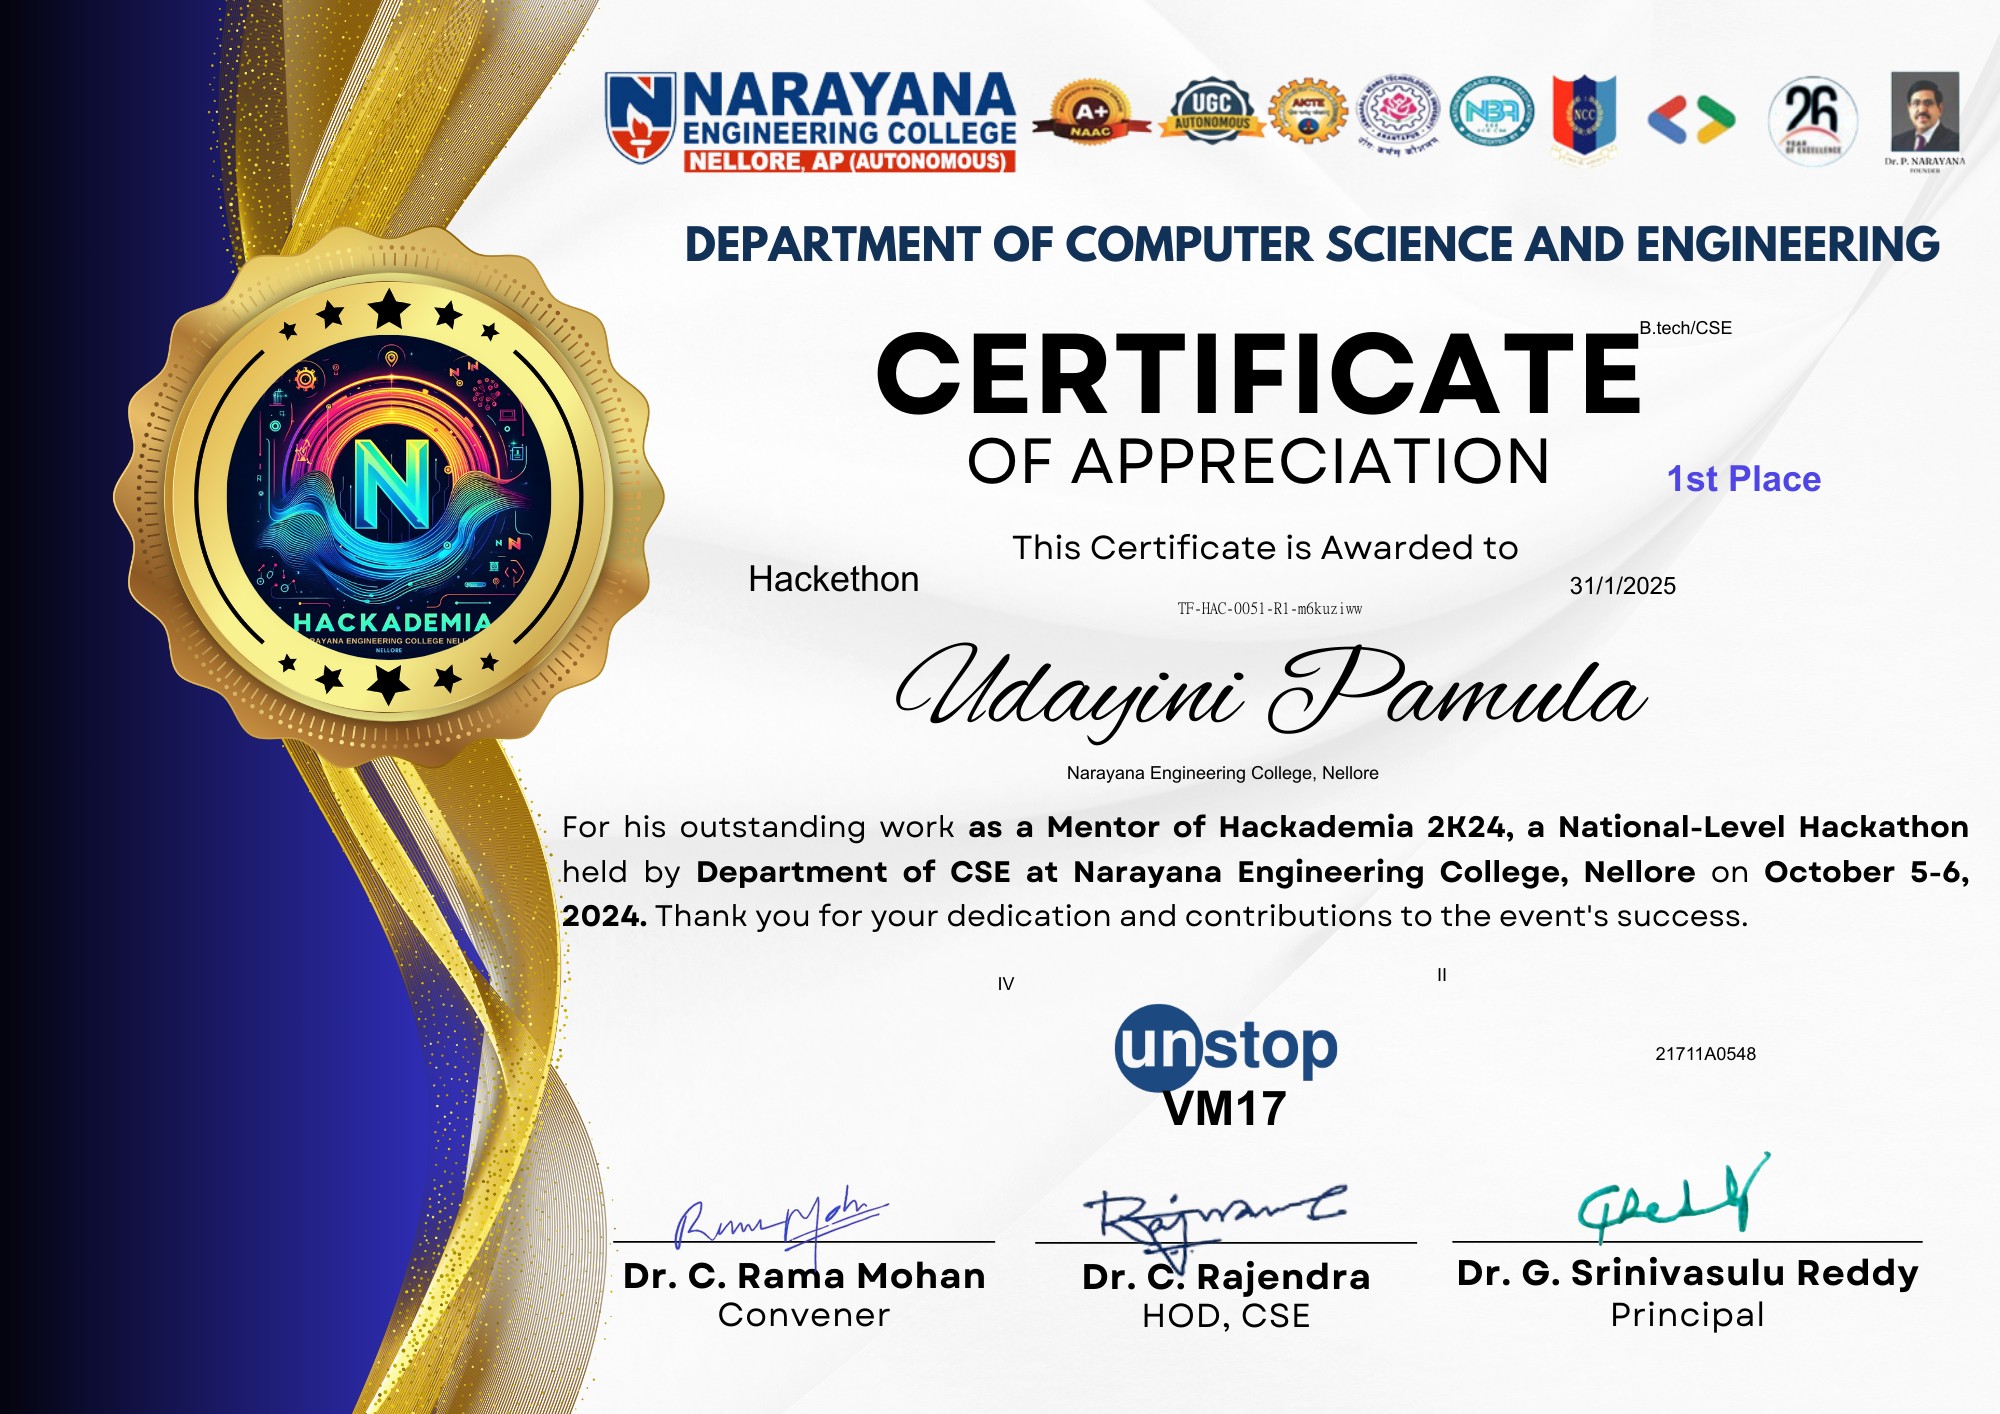 NARAYANA
ENGINEERING COLLEGE
NELLORE, AP (AUTONOMOUS)
A+
NAAC
UGC
AUTONOMOUS
AICTE
NBA
NCC
26
YEAR
OF EXCELLENCE
Dr. P. NARAYANA
FOUNDER
DEPARTMENT OF COMPUTER SCIENCE AND ENGINEERING
B.tech/CSE
CERTIFICATE
OF APPRECIATION
1st Place
This Certificate is Awarded to
Hackethon
31/1/2025
TF-HAC-0051-R1-m6kuziww
N
HACKADEMIA
RAYANA ENGINEERING COLLEGE NELL
NELLORE
Udayini Pamula
Narayana Engineering College, Nellore
For his outstanding work as a Mentor of Hackademia 2K24, a National-Level Hackathon
held by Department of CSE at Narayana Engineering College, Nellore on October 5-6,
2024. Thank you for your dedication and contributions to the event's success.
IV
II
unstop
21711A0548
VM17
Dr. C. Rama Mohan
Dr. C. Rajendra
Dr. G. Srinivasulu Reddy
Convener
HOD, CSE
Principal